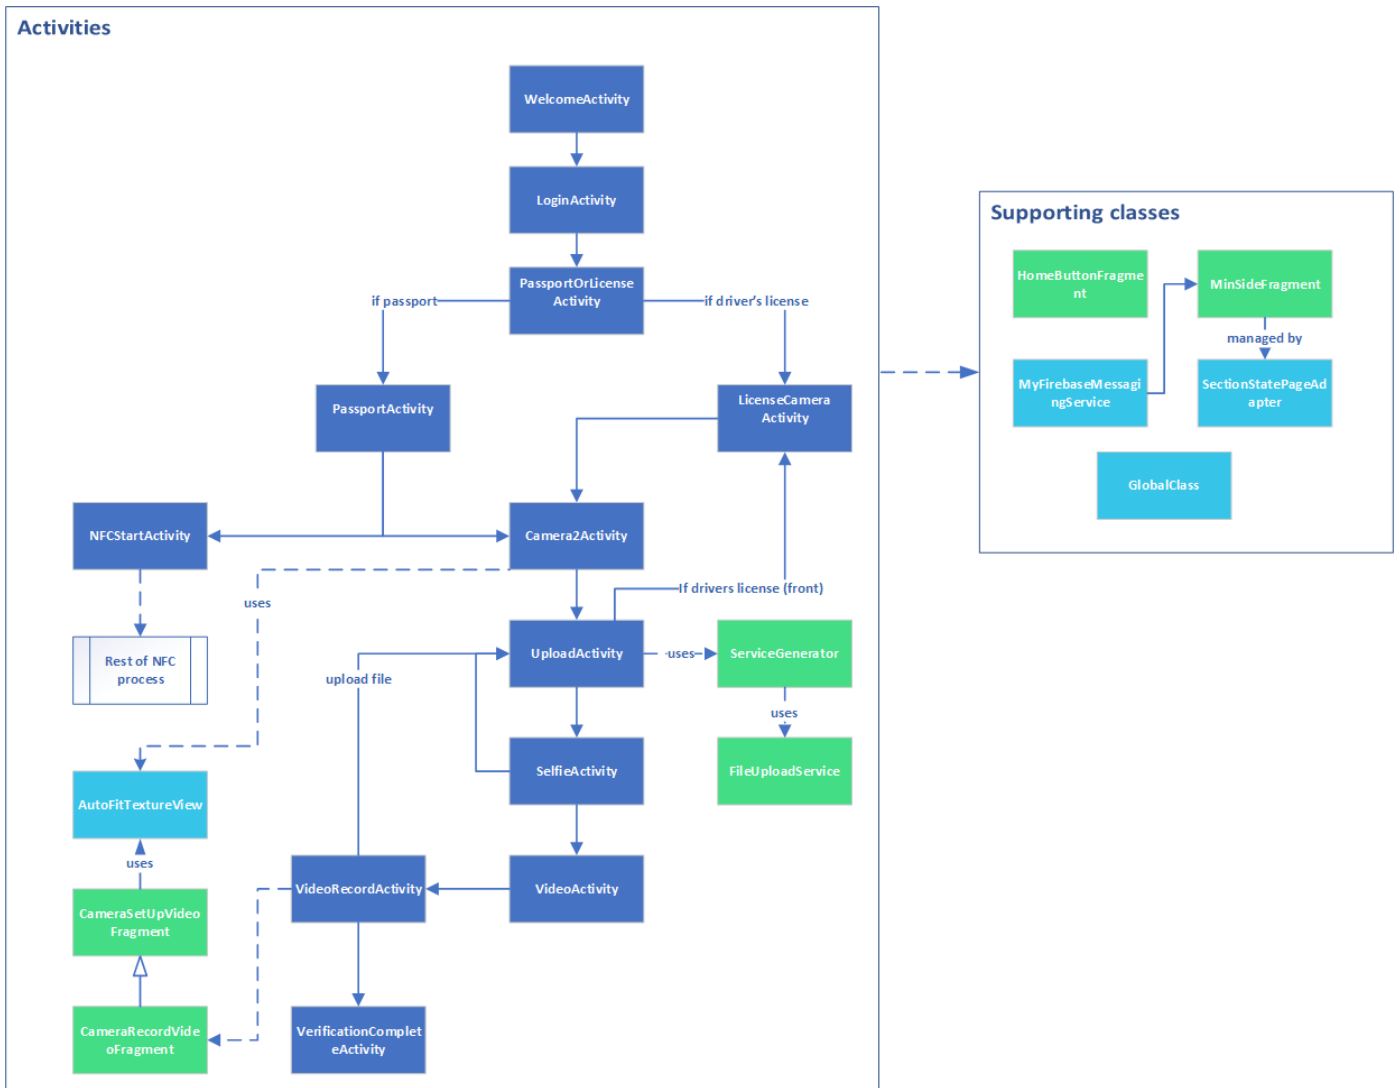 Activities
WelcomeActivity
LoginActivity
PassportOrLicense
Activity
if passport
if driver's license
PassportActivity
LicenseCamera
Activity
NFCStartActivity
Camera2Activity
uses
If drivers license (front)
Rest of NFC
process
upload file
UploadActivity
uses
ServiceGenerator
uses
SelfieActivity
FileUploadService
AutoFitTextureView
uses
CameraSetUpVideo
Fragment
VideoRecordActivity
VideoActivity
CameraRecordVide
oFragment
VerificationComplet
eActivity
Supporting classes
HomeButtonFragme
nt
MinSideFragment
managed by
MyFirebaseMessagi
ngService
SectionStatePageAd
apter
GlobalClass